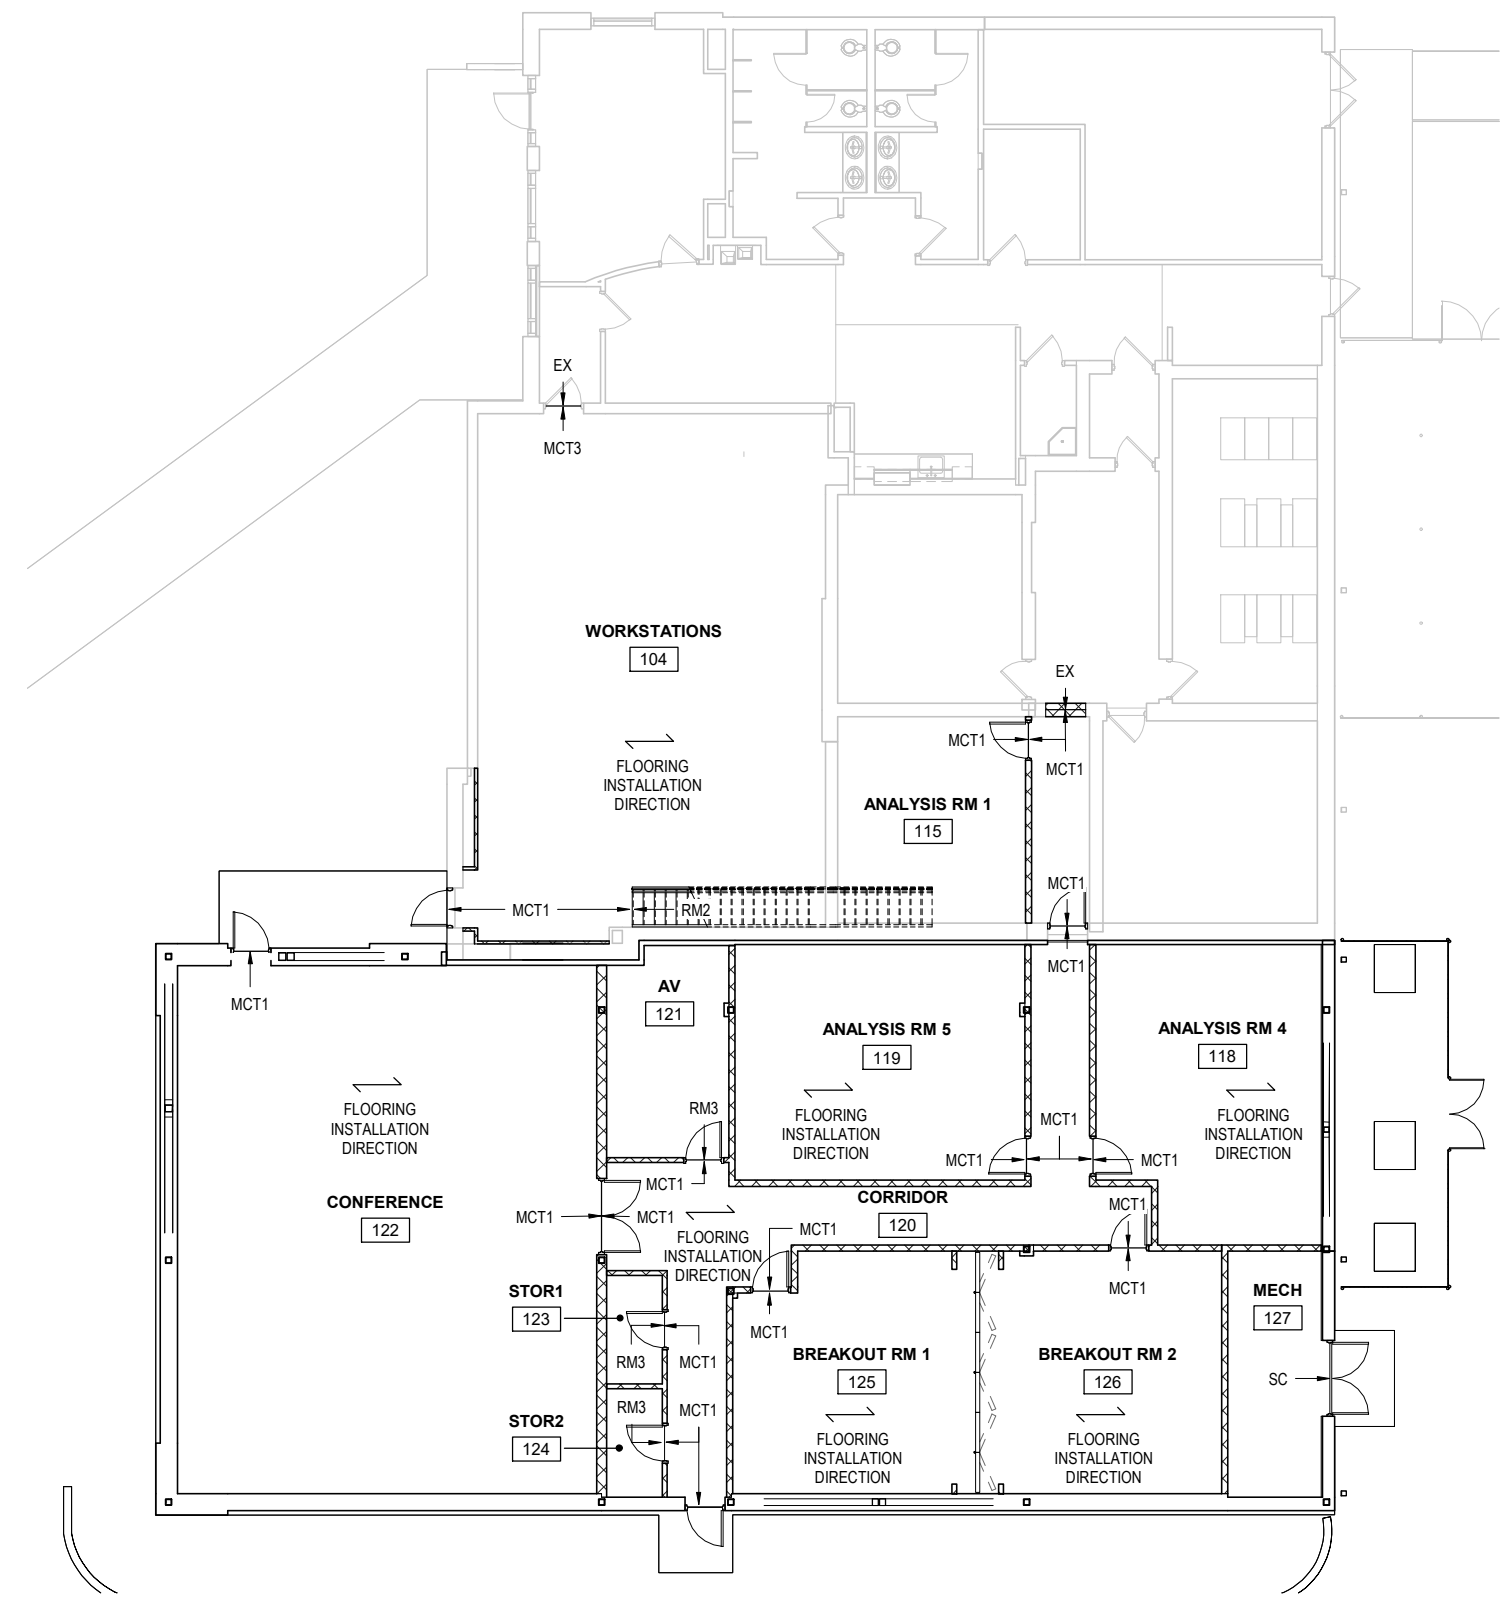 EX
MCT3
WORKSTATIONS
104
EX
MCT1
MCT1
FLOORING
INSTALLATION
DIRECTION
ANALYSIS RM 1
115
MCT1
MCT1
RM2
MCT1
MCT1
AV
121
ANALYSIS RM 5
119
ANALYSIS RM 4
118
FLOORING
INSTALLATION
DIRECTION
RM3
FLOORING
INSTALLATION
DIRECTION
MCT1
FLOORING
INSTALLATION
DIRECTION
MCT1
MCT1
MCT1
CONFERENCE
122
CORRIDOR
120
MCT1
MCT1
MCT1
MCT1
FLOORING
INSTALLATION
DIRECTION
STOR1
123
MCT1
MCT1
MECH
127
RM3
MCT1
BREAKOUT RM 1
125
BREAKOUT RM 2
126
SC
RM3
MCT1
STOR2
124
FLOORING
INSTALLATION
DIRECTION
FLOORING
INSTALLATION
DIRECTION